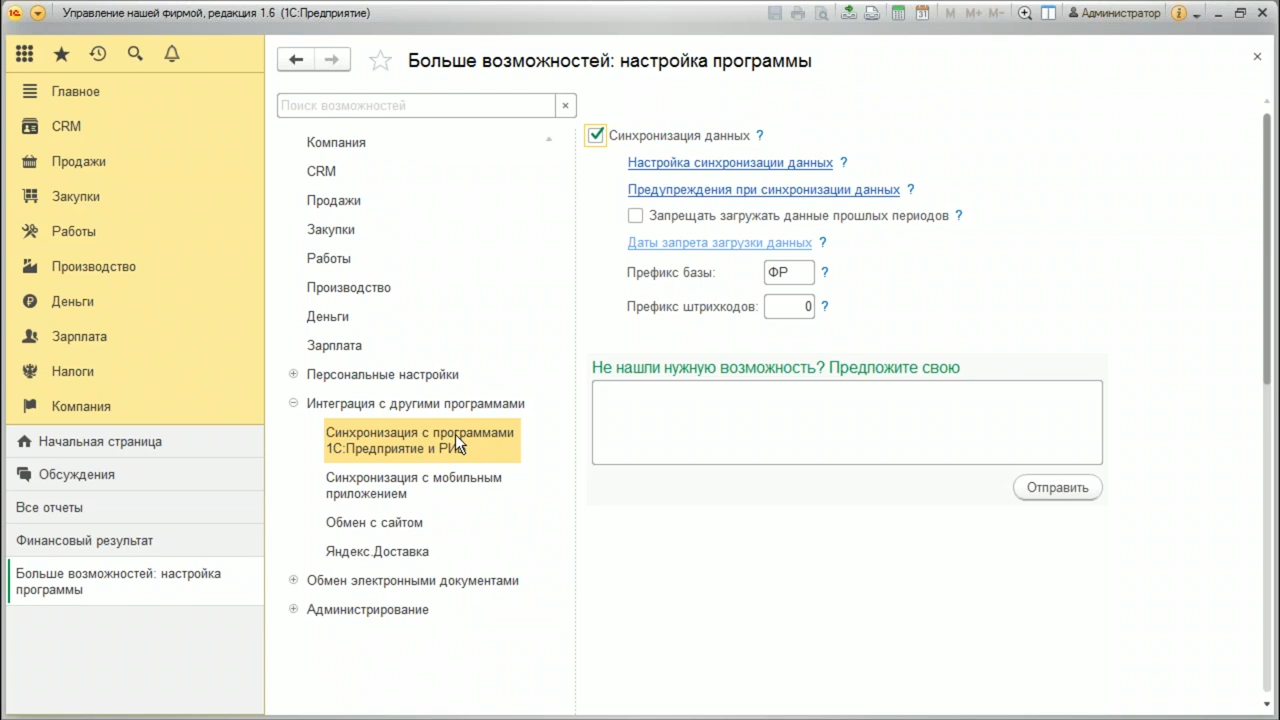 Управление нашей фирмой, редакция 1.6 (1С:Предприятие)
M M+ M-
Администратор
Главное
CRM
Продажи
Закупки
Работы
Производство
Деньги
Зарплата
Налоги
Компания
Начальная страница
Обсуждения
Все отчеты
Финансовый результат
Больше возможностей: настройка
программы
Больше возможностей: настройка программы
Поиск возможностей
Компания
CRM
Продажи
Закупки
Работы
Производство
Деньги
Зарплата
Персональные настройки
Интеграция с другими программами
Синхронизация с программами
1С:Предприятие и РИБ
Синхронизация с мобильным
приложением
Обмен с сайтом
Яндекс.Доставка
Обмен электронными документами
Администрирование
Синхронизация данных ?
Настройка синхронизации данных ?
Предупреждения при синхронизации данных ?
Запрещать загружать данные прошлых периодов ?
Даты запрета загрузки данных ?
Префикс базы: ФР ?
Префикс штрихкодов: 0 ?
Не нашли нужную возможность? Предложите свою
Отправить